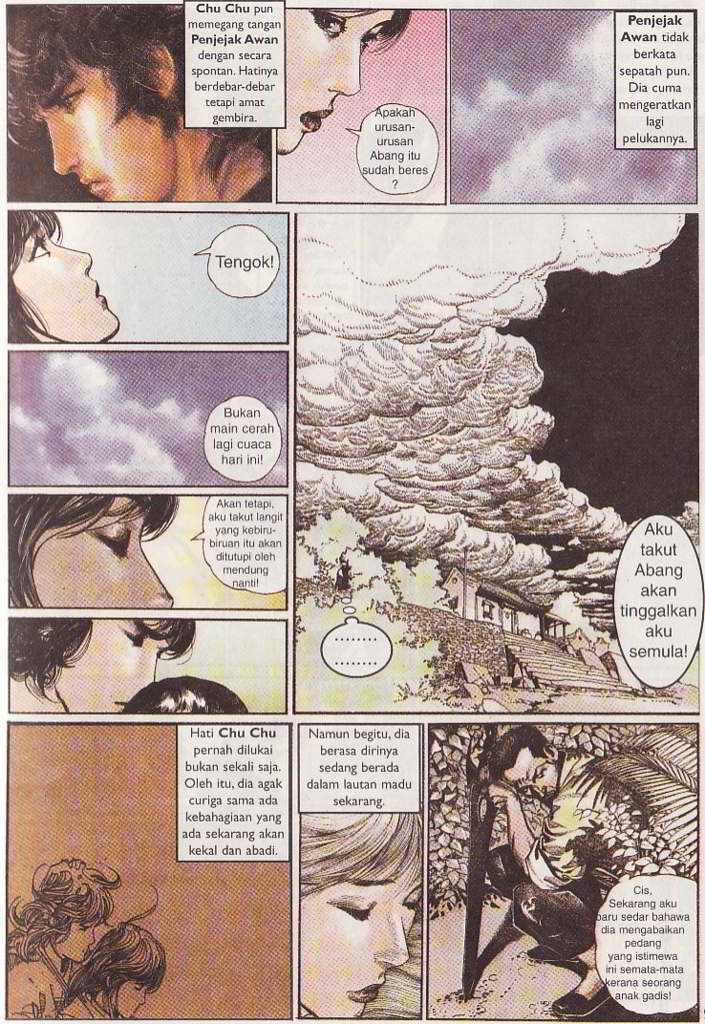 Chu Chu pun
memegang tangan
Penjejak Awan
dengan secara
spontan. Hatinya
berdebar-debar
tetapi amat
gembira.
Apakah
urusan-
urusan
Abang itu
sudah beres
?
Penjejak
Awan tidak
berkata
sepatah pun.
Dia cuma
mengeratkan
lagi
pelukannya.
Tengok!
Bukan
main cerah
lagi cuaca
hari ini!
Akan tetapi,
aku takut langit
yang kebiru-
biruan itu akan
ditutupi oleh
mendung
nanti!
Aku
takut
Abang
akan
tinggalkan
aku
semula!
.......
.......
Hati Chu Chu
pernah dilukai
bukan sekali saja.
Oleh itu, dia agak
curiga sama ada
kebahagiaan yang
ada sekarang akan
kekal dan abadi.
Namun begitu, dia
berasa dirinya
sedang berada
dalam lautan madu
sekarang.
Cis,
Sekarang aku
baru sedar bahawa
dia mengabaikan
pedang
yang istimewa
ini semata-mata
kerana seorang
anak gadis!